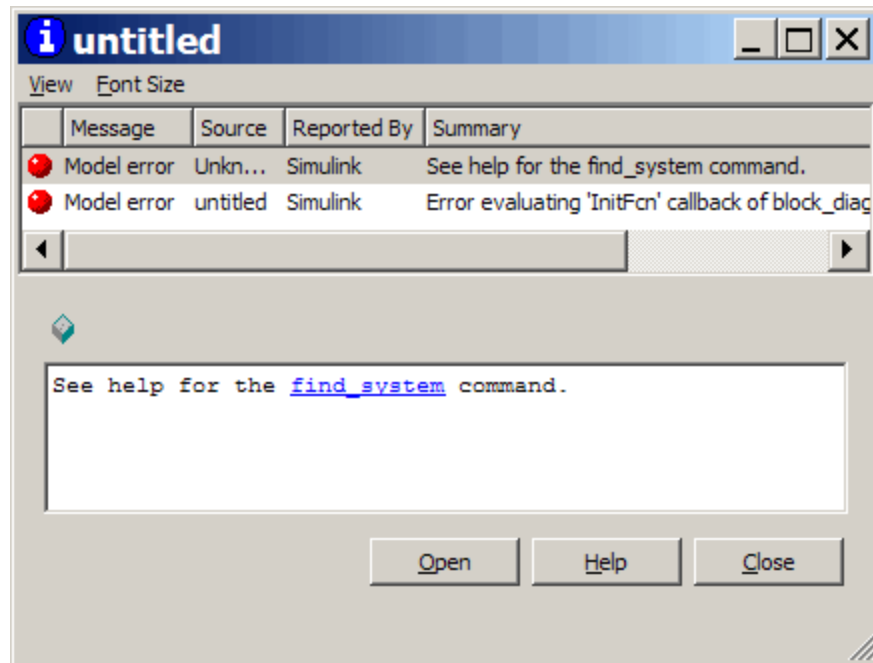 untitled
View Font Size
Message Source Reported By Summary
Model error Unkn... Simulink See help for the find_system command.
Model error untitled Simulink Error evaluating 'InitFcn' callback of block_diag
See help for the find_system command.
Open Help Close